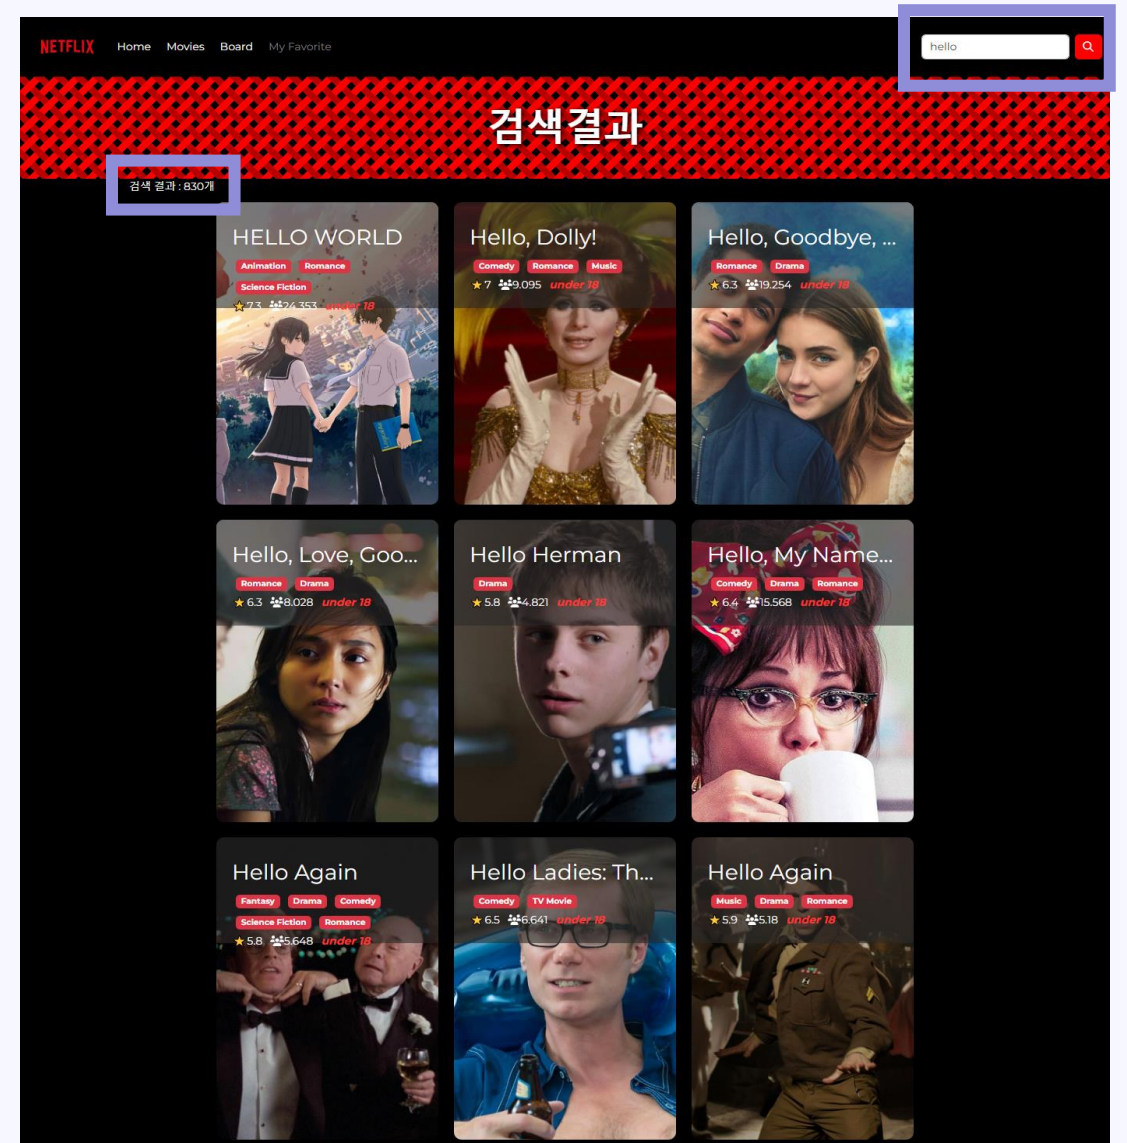 NETFLIX Home Movies Board My Favorite hello
검색결과
검색 결과 : 830개
HELLO WORLD
Animation Romance
Science Fiction
7.3 24.353 under 18
Hello, Dolly!
Comedy Romance Music
7 9.095 under 18
Hello, Goodbye, ...
Romance Drama
6.3 19.254 under 18
Hello, Love, Goo...
Romance Drama
6.3 8.028 under 18
Hello Herman
Drama
5.8 4.821 under 18
Hello, My Name...
Comedy Drama Romance
6.4 15.568 under 18
Hello Again
Fantasy Drama Comedy
Science Fiction Romance
5.8 5.648 under 18
Hello Ladies: Th...
Comedy TV Movie
6.5 6.641 under 18
Hello Again
Music Drama Romance
5.9 5.18 under 18